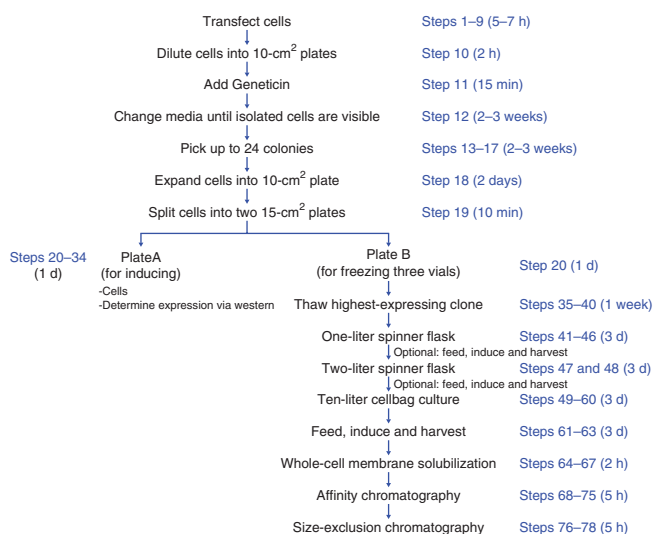 Transfect cells Steps 1–9 (5–7 h)
Dilute cells into 10-cm² plates Step 10 (2 h)
Add Geneticin Step 11 (15 min)
Change media until isolated cells are visible Step 12 (2–3 weeks)
Pick up to 24 colonies Steps 13–17 (2–3 weeks)
Expand cells into 10-cm² plate Step 18 (2 days)
Split cells into two 15-cm² plates Step 19 (10 min)
Steps 20–34
(1 d)
PlateA
(for inducing)
-Cells
-Determine expression via western
Plate B
(for freezing three vials)
Step 20 (1 d)
Thaw highest-expressing clone Steps 35–40 (1 week)
One-liter spinner flask Steps 41–46 (3 d)
Optional: feed, induce and harvest
Two-liter spinner flask Steps 47 and 48 (3 d)
Optional: feed, induce and harvest
Ten-liter cellbag culture Steps 49–60 (3 d)
Feed, induce and harvest Steps 61–63 (3 d)
Whole-cell membrane solubilization Steps 64–67 (2 h)
Affinity chromatography Steps 68–75 (5 h)
Size-exclusion chromatography Steps 76–78 (5 h)